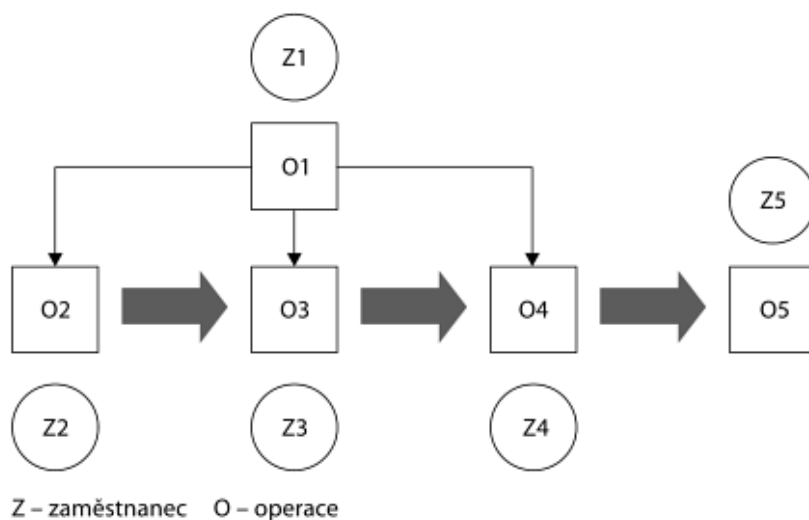 Z1
O1
Z5
O2
O3
O4
O5
Z2
Z3
Z4
Z – zaměstnanec O – operace